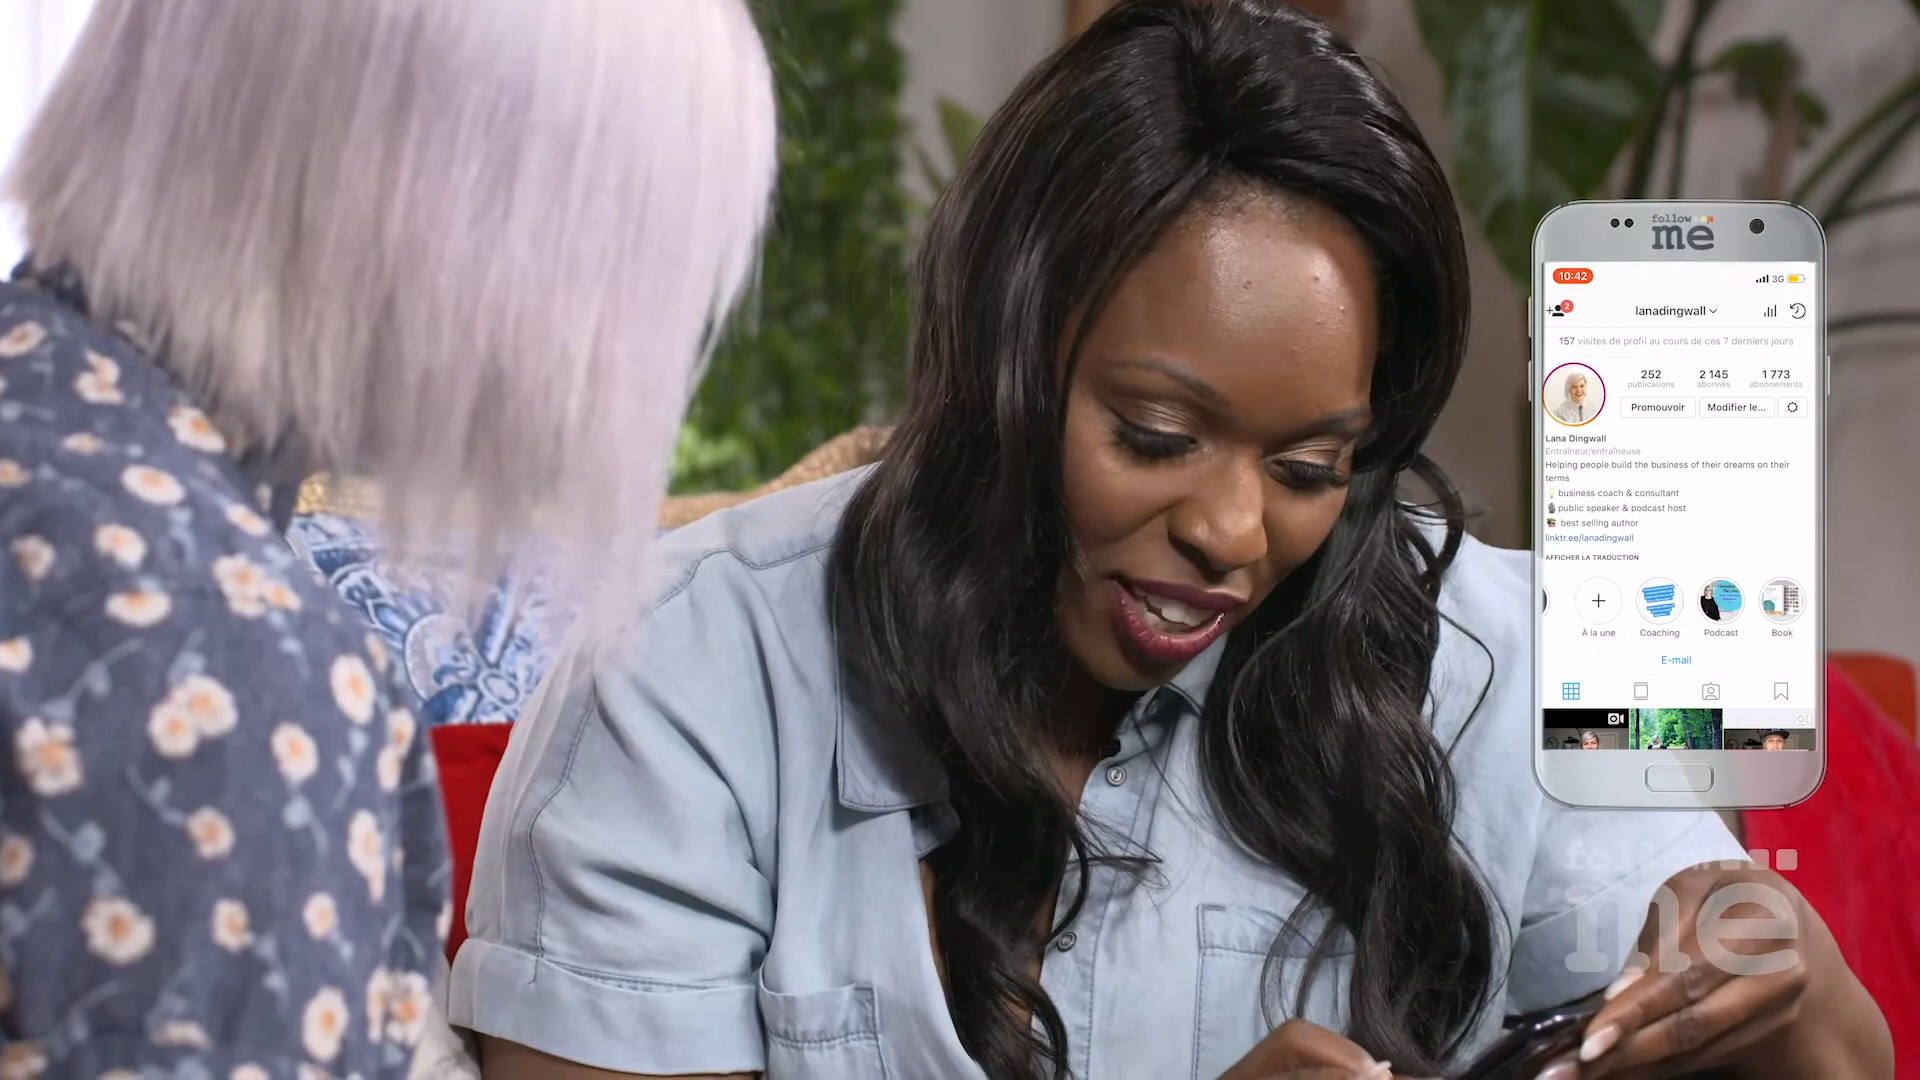 follow
me
10:42
3G
2
lanadingwall
157 visites de profil au cours de ces 7 derniers jours
252 2 145 1 773
publications abonnés abonnements
Promouvoir Modifier le...
Lana Dingwall
Entraîneur/entraîneuse
Helping people build the business of their dreams on their
terms
business coach & consultant
public speaker & podcast host
best selling author
linktr.ee/lanadingwall
AFFICHER LA TRADUCTION
À la une Coaching Podcast Book
E-mail
follow
me